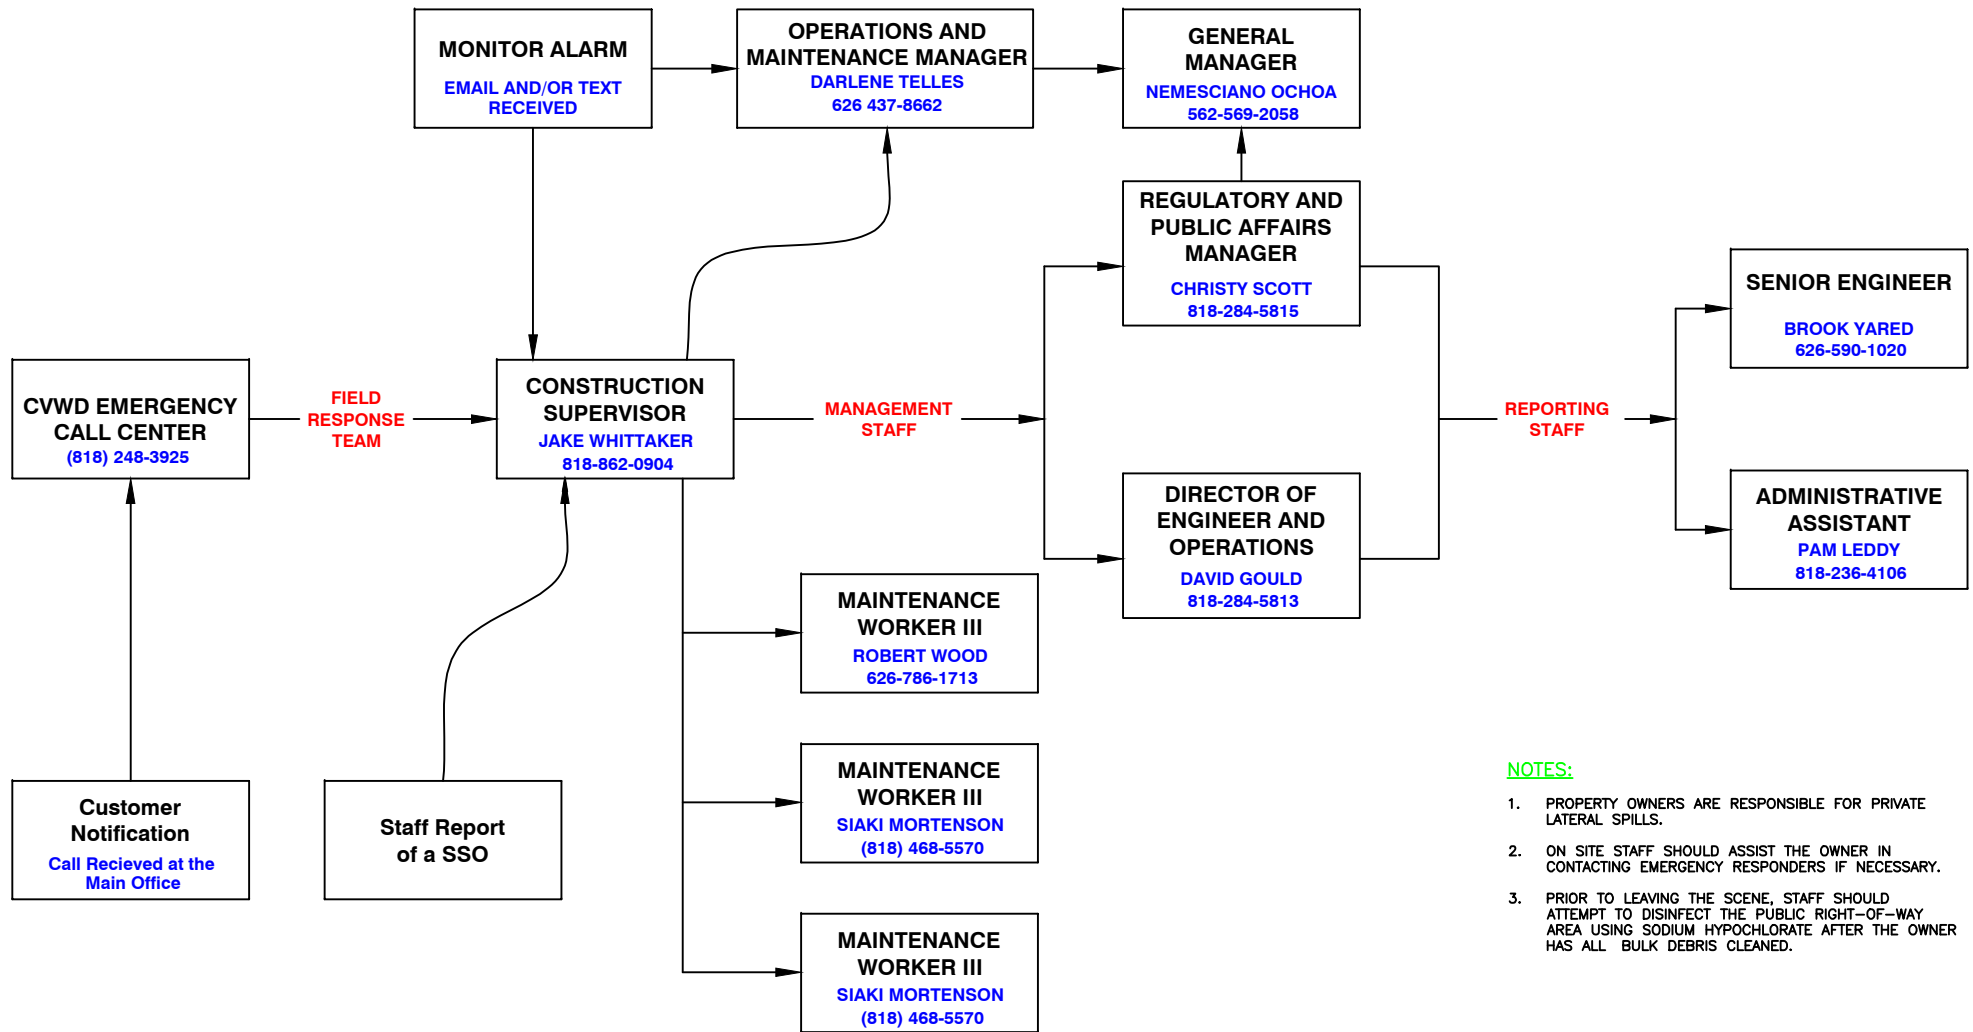 MONITOR ALARM
EMAIL AND/OR TEXT
RECEIVED
OPERATIONS AND
MAINTENANCE MANAGER
DARLENE TELLES
626 437-8662
GENERAL
MANAGER
NEMESCIANO OCHOA
562-569-2058
REGULATORY AND
PUBLIC AFFAIRS
MANAGER
CHRISTY SCOTT
818-284-5815
SENIOR ENGINEER
BROOK YARED
626-590-1020
CVWD EMERGENCY
CALL CENTER
(818) 248-3925
FIELD
RESPONSE
TEAM
CONSTRUCTION
SUPERVISOR
JAKE WHITTAKER
818-862-0904
MANAGEMENT
STAFF
REPORTING
STAFF
DIRECTOR OF
ENGINEER AND
OPERATIONS
DAVID GOULD
818-284-5813
ADMINISTRATIVE
ASSISTANT
PAM LEDDY
818-236-4106
MAINTENANCE
WORKER III
ROBERT WOOD
626-786-1713
MAINTENANCE
WORKER III
SIAKI MORTENSON
(818) 468-5570
MAINTENANCE
WORKER III
SIAKI MORTENSON
(818) 468-5570
Customer
Notification
Call Recieved at the
Main Office
Staff Report
of a SSO
NOTES:
1. PROPERTY OWNERS ARE RESPONSIBLE FOR PRIVATE
LATERAL SPILLS.
2. ON SITE STAFF SHOULD ASSIST THE OWNER IN
CONTACTING EMERGENCY RESPONDERS IF NECESSARY.
3. PRIOR TO LEAVING THE SCENE, STAFF SHOULD
ATTEMPT TO DISINFECT THE PUBLIC RIGHT-OF-WAY
AREA USING SODIUM HYPOCHLORATE AFTER THE OWNER
HAS ALL BULK DEBRIS CLEANED.